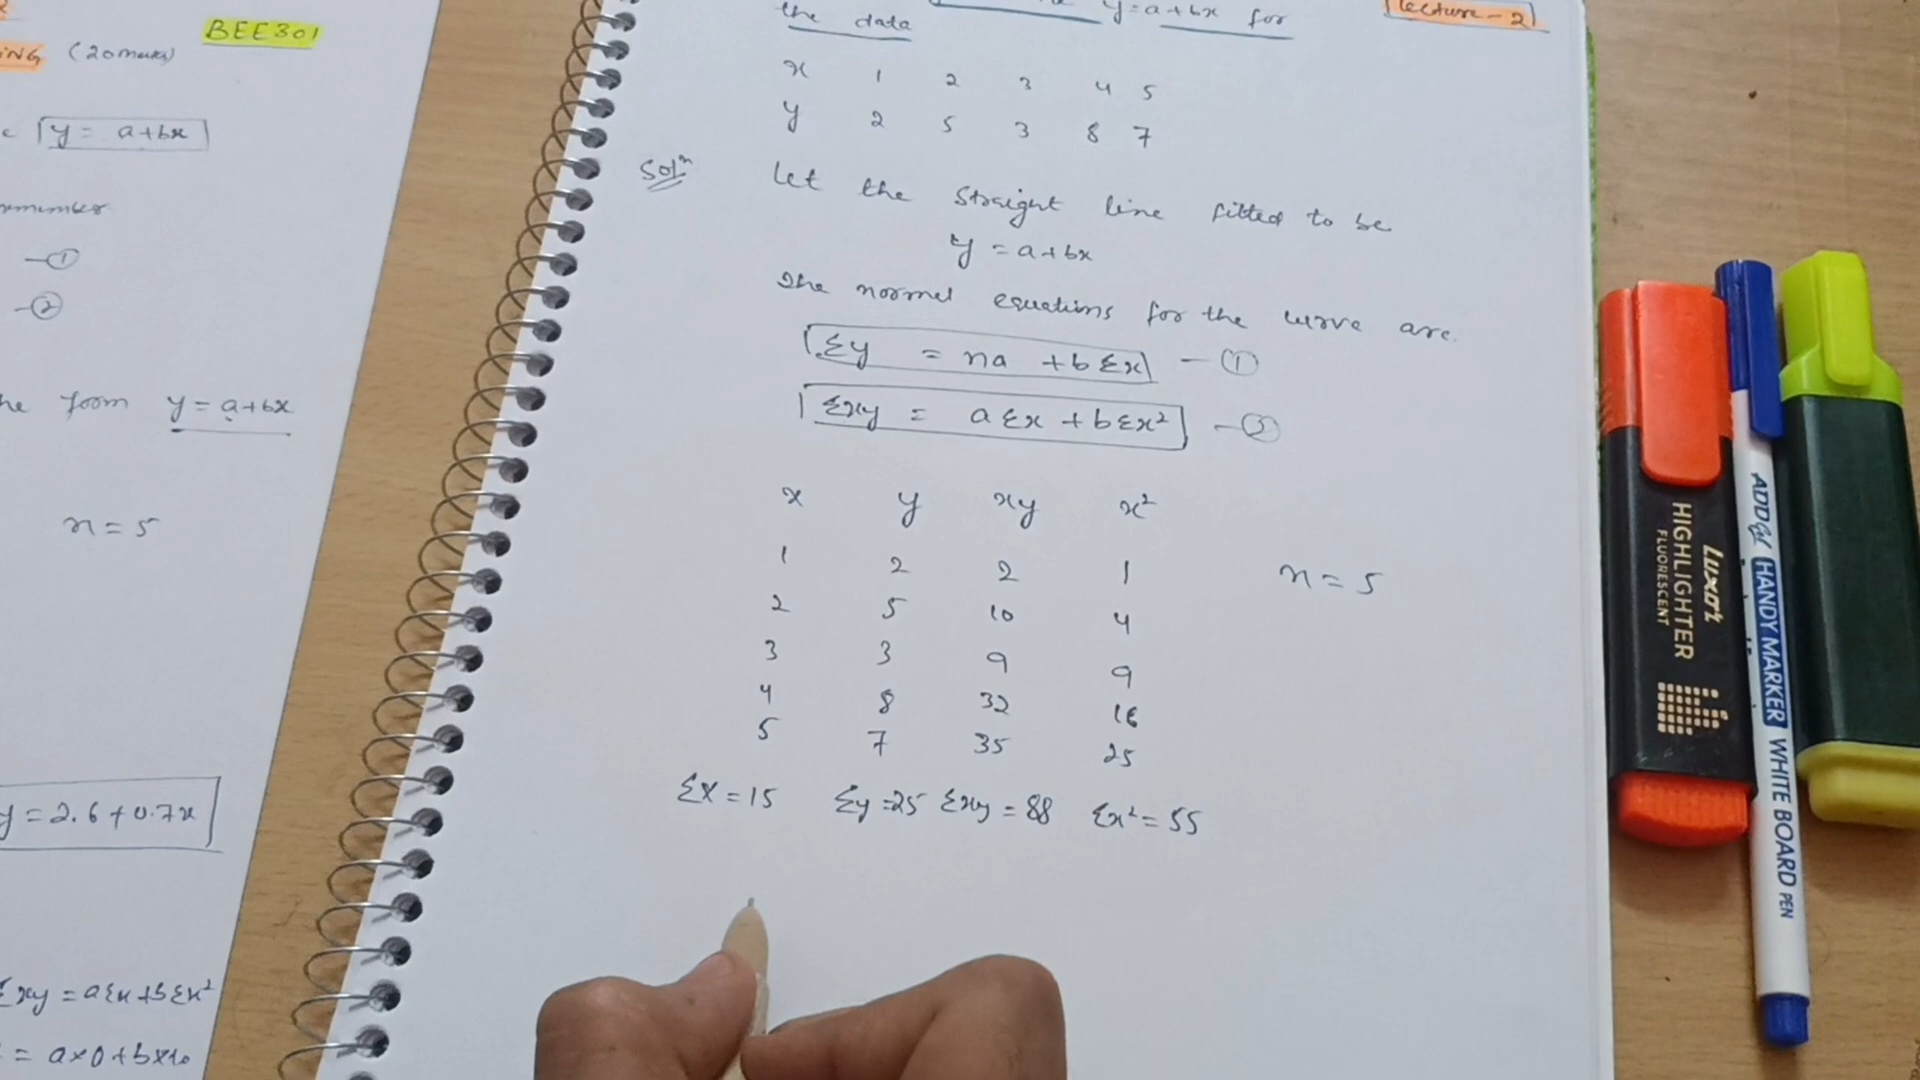 BEE301
ING (20 marks)
y = a+bx
remember
①
②
the form y = a+bx
n = 5
y = 2.6+0.7x
Σxy = aΣx+bΣx²
= a×0+b×10
lecture - 2
y = a+bx for
the data
x 1 2 3 4 5
y 2 5 3 8 7
Solⁿ Let the straight line fitted to be
y = a+bx
The normal equations for the curve are
Σy = na + bΣx - ①
Σxy = aΣx + bΣx² - ②
x y xy x²
1 2 2 1
n = 5
2 5 10 4
3 3 9 9
4 8 32 16
5 7 35 25
Σx = 15 Σy = 25 Σxy = 88 Σx² = 55
Luxor
HIGHLIGHTER
FLUORESCENT
ADD Gel HANDY MARKER WHITE BOARD PEN